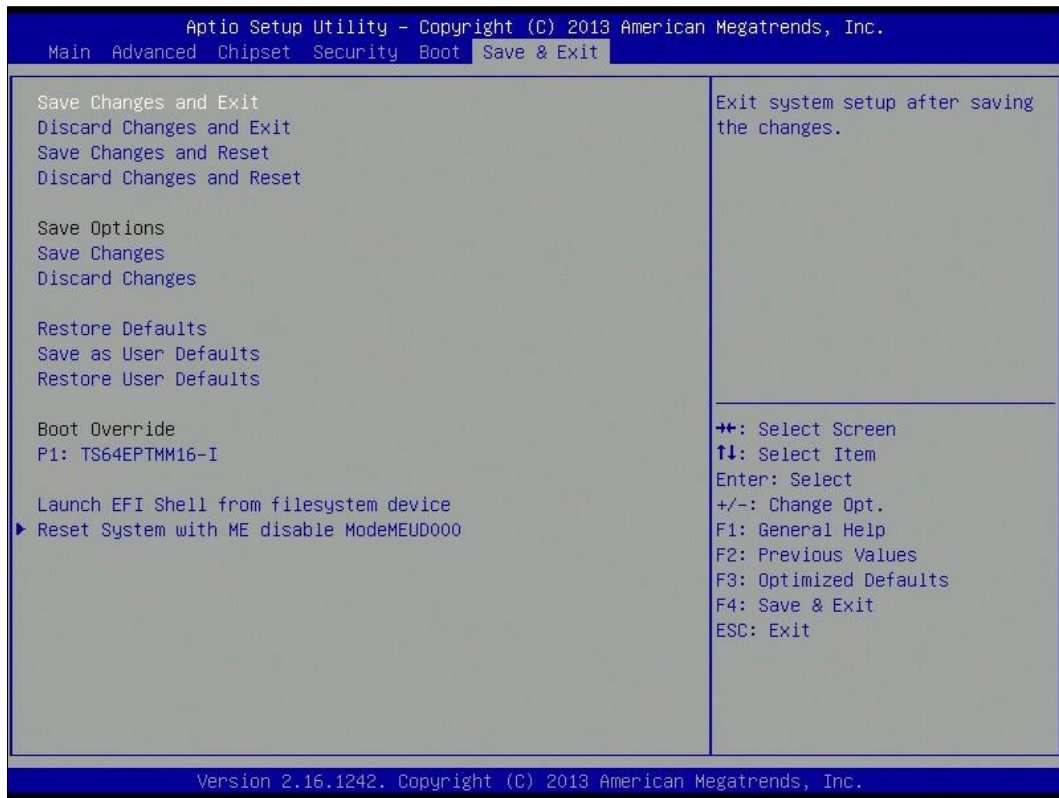 Aptio Setup Utility – Copyright (C) 2013 American Megatrends, Inc.
Main Advanced Chipset Security Boot Save & Exit
Save Changes and Exit
Discard Changes and Exit
Save Changes and Reset
Discard Changes and Reset
Save Options
Save Changes
Discard Changes
Restore Defaults
Save as User Defaults
Restore User Defaults
Boot Override
P1: TS64EPTMM16-I
Launch EFI Shell from filesystem device
▶ Reset System with ME disable ModeMEUD000
Exit system setup after saving
the changes.
→←: Select Screen
↑↓: Select Item
Enter: Select
+/-: Change Opt.
F1: General Help
F2: Previous Values
F3: Optimized Defaults
F4: Save & Exit
ESC: Exit
Version 2.16.1242. Copyright (C) 2013 American Megatrends, Inc.